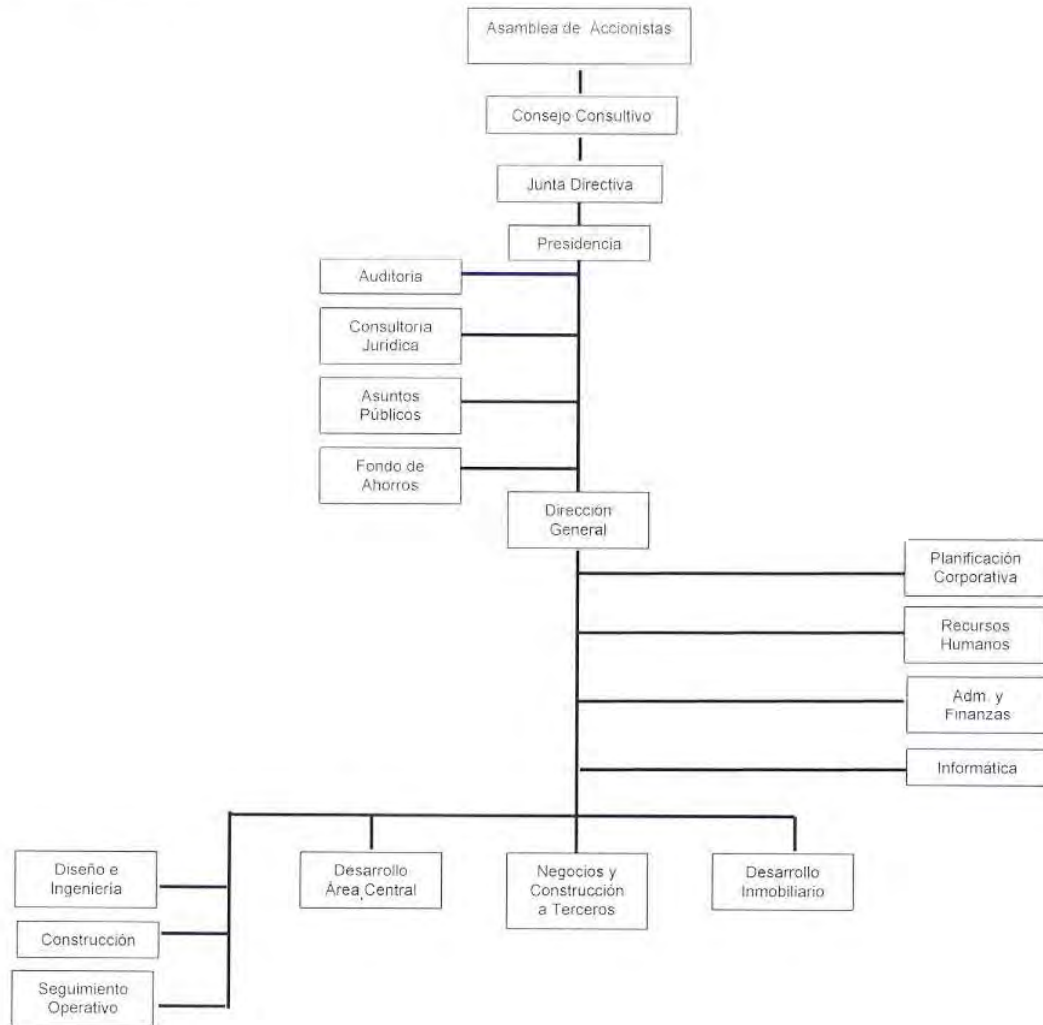 Asamblea de Accionistas
Consejo Consultivo
Junta Directiva
Presidencia
Auditoria
Consultoria
Jurídica
Asuntos
Públicos
Fondo de
Ahorros
Dirección
General
Planificación
Corporativa
Recursos
Humanos
Adm. y
Finanzas
Informática
Diseño e
Ingeniería
Construcción
Seguimiento
Operativo
Desarrollo
Área Central
Negocios y
Construcción
a Terceros
Desarrollo
Inmobiliario